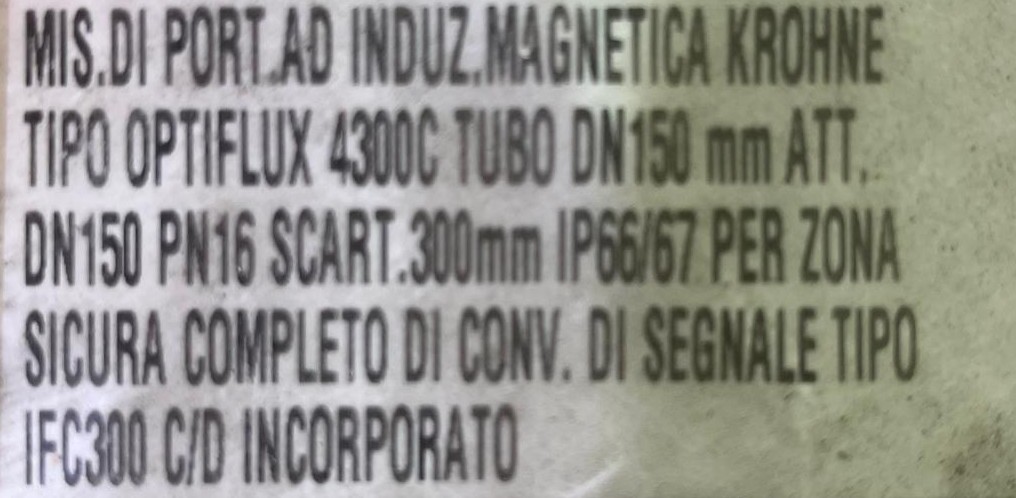 MIS.DI PORT.AD INDUZ.MAGNETICA KROHNE
TIPO OPTIFLUX 4300C TUBO DN150 mm ATT.
DN150 PN16 SCART.300mm IP66/67 PER ZONA
SICURA COMPLETO DI CONV. DI SEGNALE TIPO
IFC300 C/D INCORPORATO